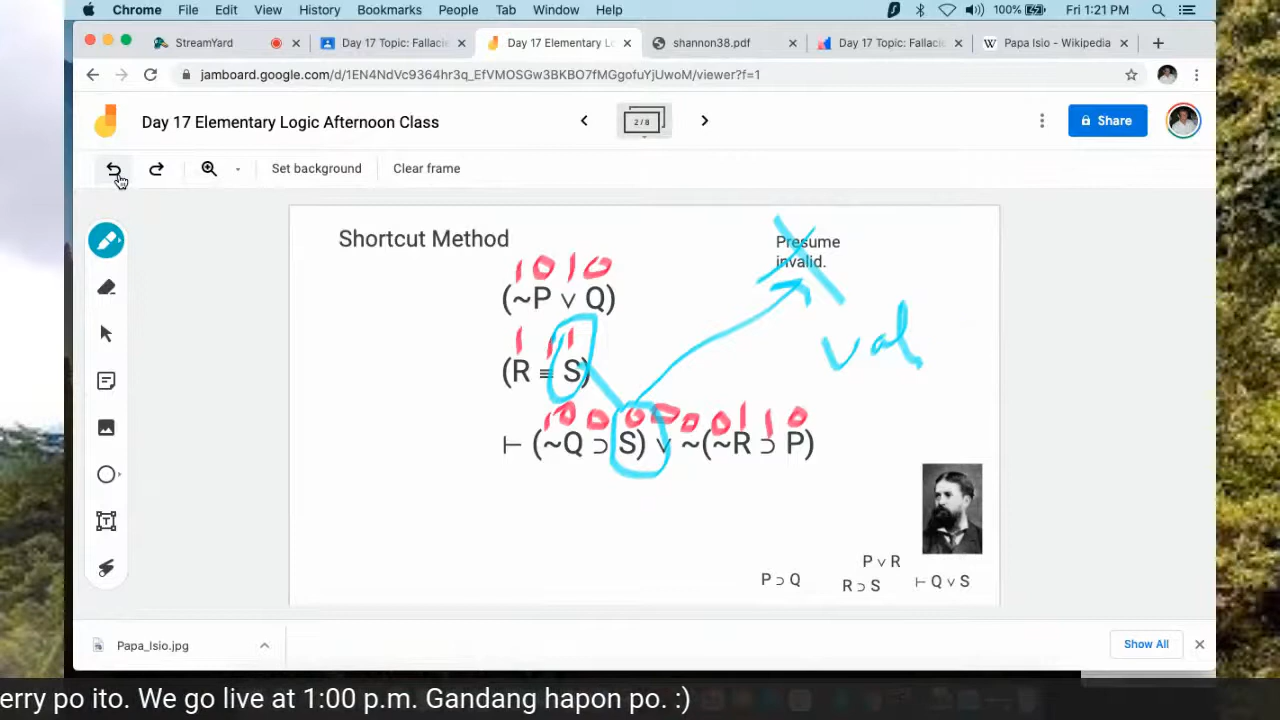 Chrome File Edit View History Bookmarks People Tab Window Help 100% Fri 1:21 PM
StreamYard Day 17 Topic: Fallacie Day 17 Elementary Lo shannon38.pdf Day 17 Topic: Fallacie Papa Isio - Wikipedia
jamboard.google.com/d/1EN4NdVc9364hr3q_EfVMOSGw3BKBO7fMGgofuYjUwoM/viewer?f=1
Day 17 Elementary Logic Afternoon Class 2/8 Share
Set background Clear frame
Shortcut Method
Presume
invalid.
1 0 1 0
(~P ∨ Q)
val
1 1 1
(R ≡ S)
1 0 0 0 0 0 0 1 1 0
⊢ (~Q ⊃ S) ∨ ~(~R ⊃ P)
P ∨ R
P ⊃ Q R ⊃ S ⊢ Q ∨ S
Papa_Isio.jpg Show All
erry po ito. We go live at 1:00 p.m. Gandang hapon po. :)